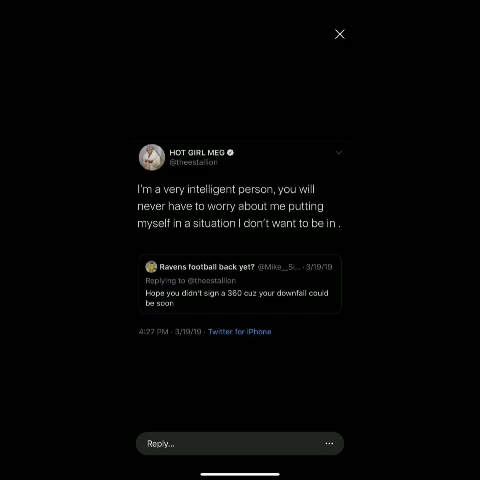 HOT GIRL MEG
@theestallion
I'm a very intelligent person, you will
never have to worry about me putting
myself in a situation I don't want to be in .
Ravens football back yet? @Mike__Si... · 3/19/19
Replying to @theestallion
Hope you didn't sign a 360 cuz your downfall could
be soon
4:27 PM · 3/19/19 · Twitter for iPhone
Reply...